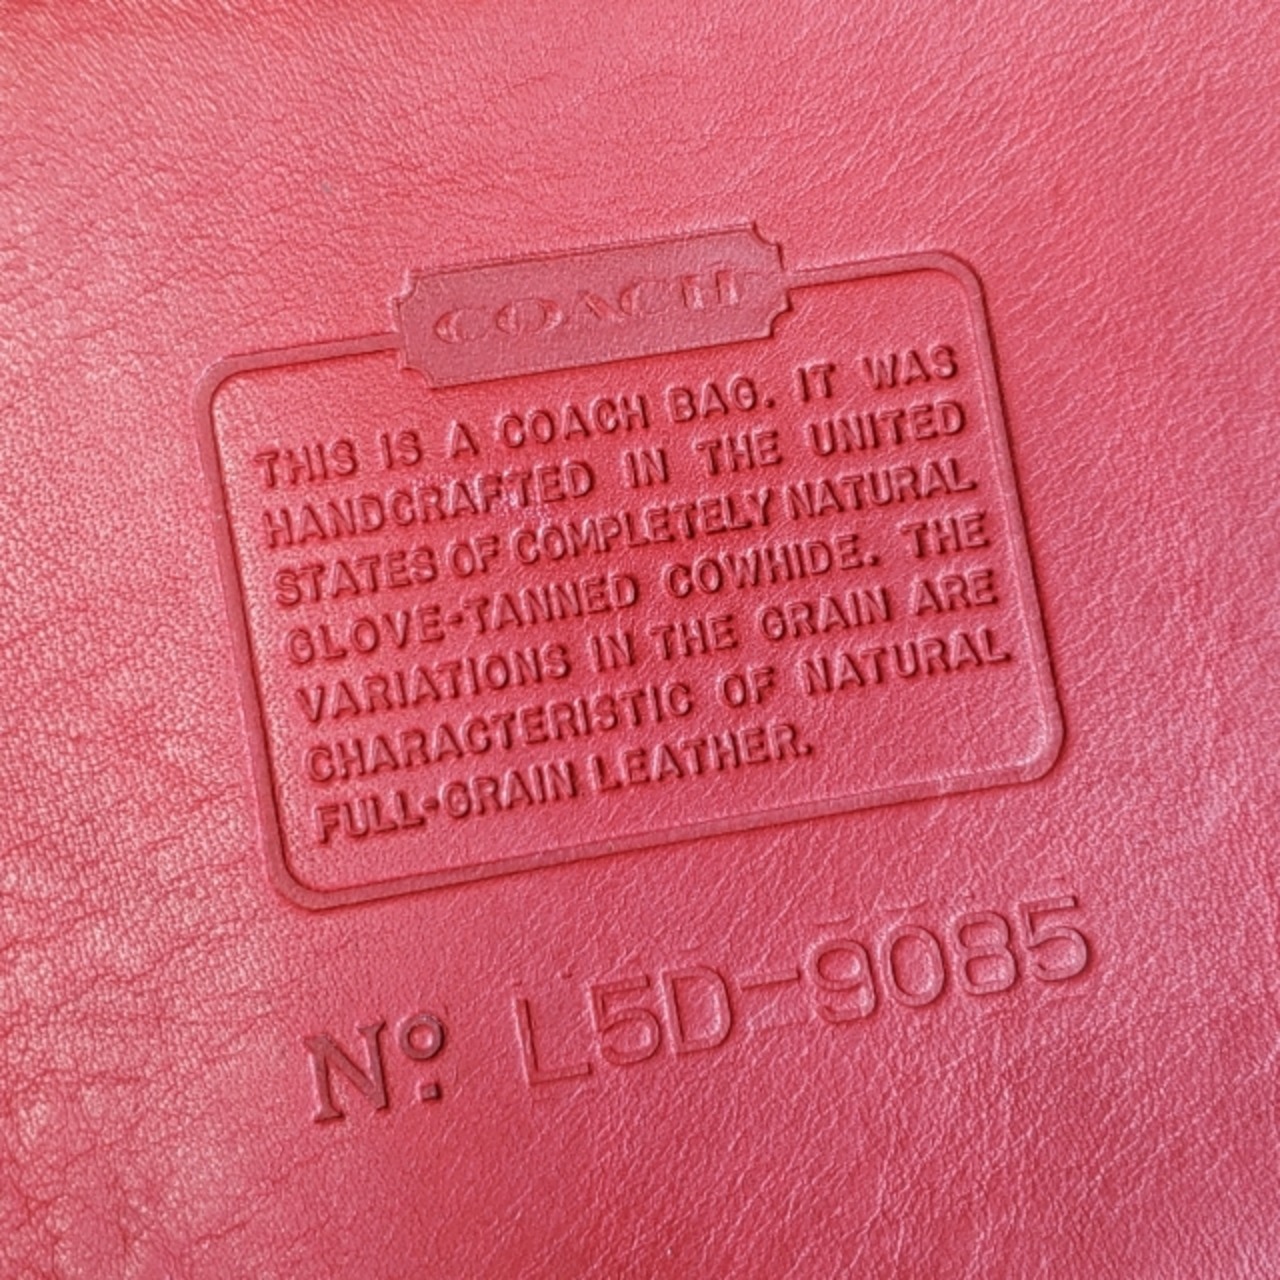 COACH
THIS IS A COACH BAG. IT WAS
HANDCRAFTED IN THE UNITED
STATES OF COMPLETELY NATURAL
GLOVE-TANNED COWHIDE. THE
VARIATIONS IN THE GRAIN ARE
CHARACTERISTIC OF NATURAL
FULL-GRAIN LEATHER.
Nº L5D-9085